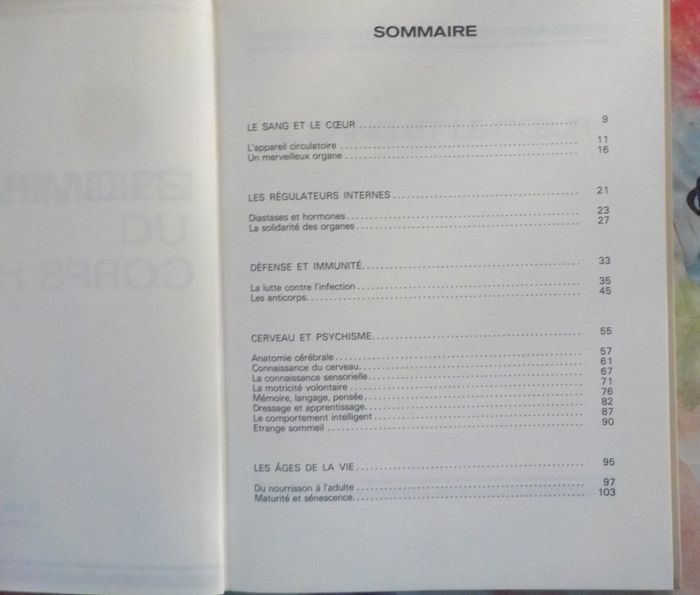 SOMMAIRE
LE SANG ET LE CŒUR 9
L'appareil circulatoire 11
Un merveilleux organe 16
LES RÉGULATEURS INTERNES 21
Diastases et hormones 23
La solidarité des organes 27
DÉFENSE ET IMMUNITÉ 33
La lutte contre l'infection 35
Les anticorps 45
CERVEAU ET PSYCHISME 55
Anatomie cérébrale 57
Connaissance du cerveau 61
La connaissance sensorielle 67
La motricité volontaire 71
Mémoire, langage, pensée 76
Dressage et apprentissage 82
Le comportement intelligent 87
Etrange sommeil 90
LES ÂGES DE LA VIE 95
Du nourrisson à l'adulte 97
Maturité et sénescence 103